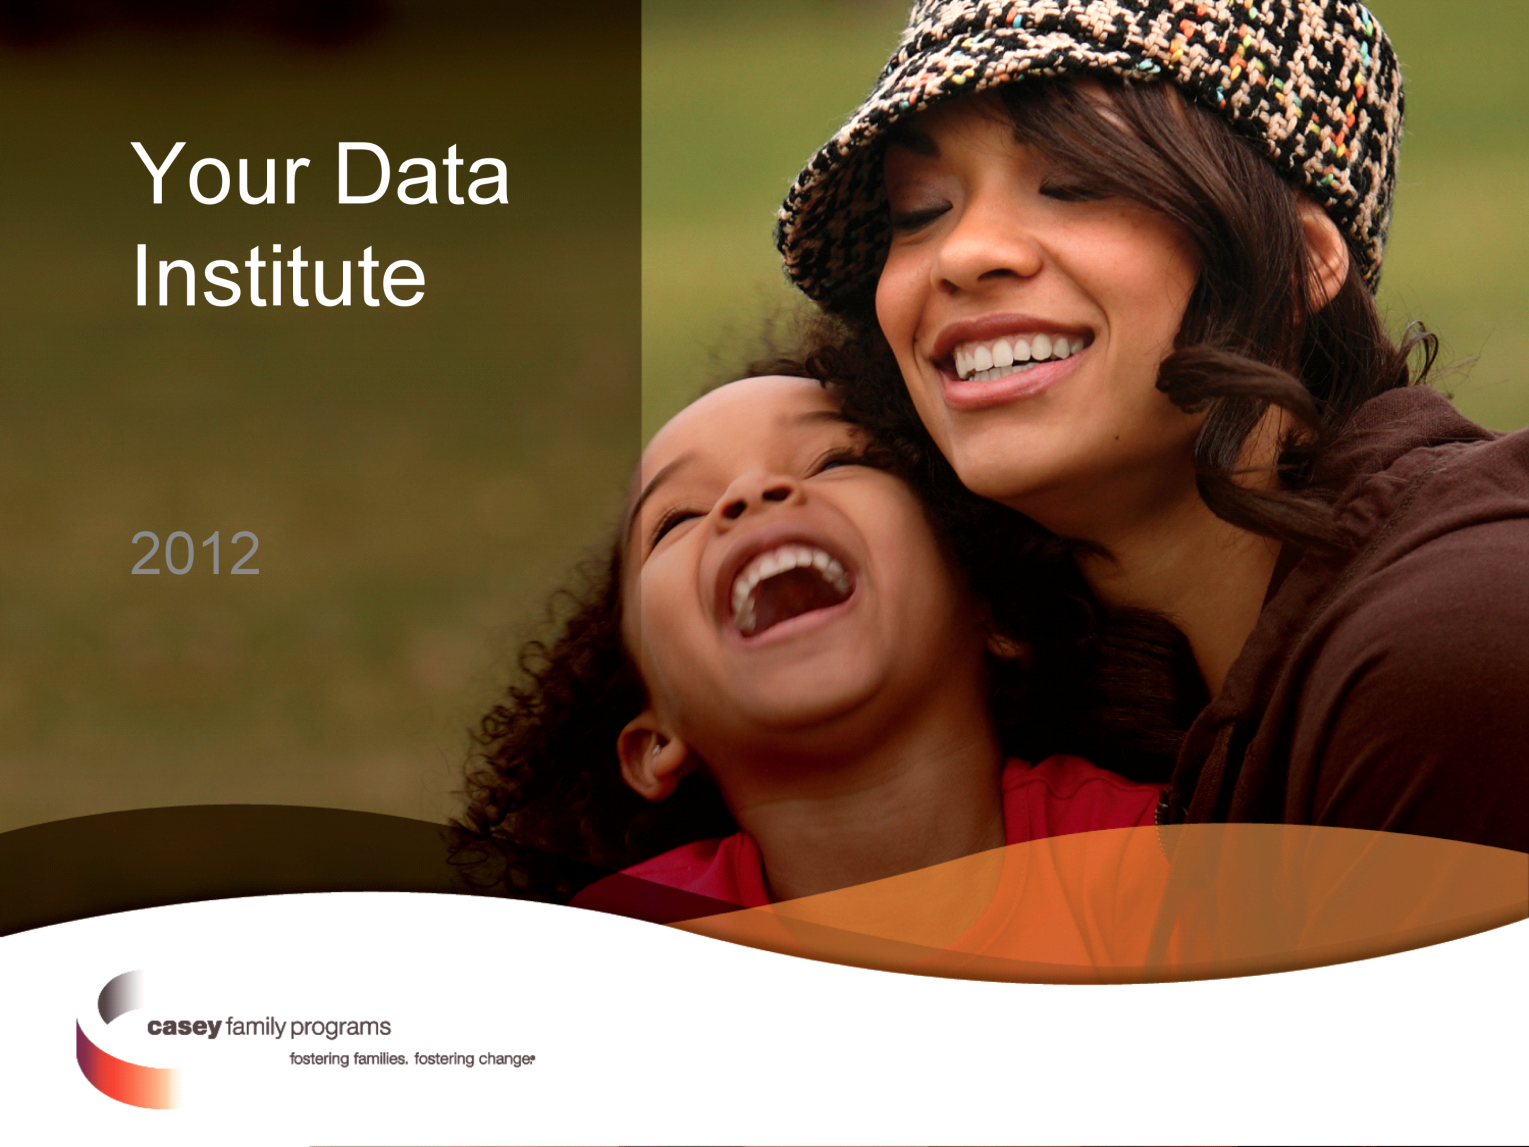 Your Data
Institute
2012
casey family programs
fostering families. fostering change.